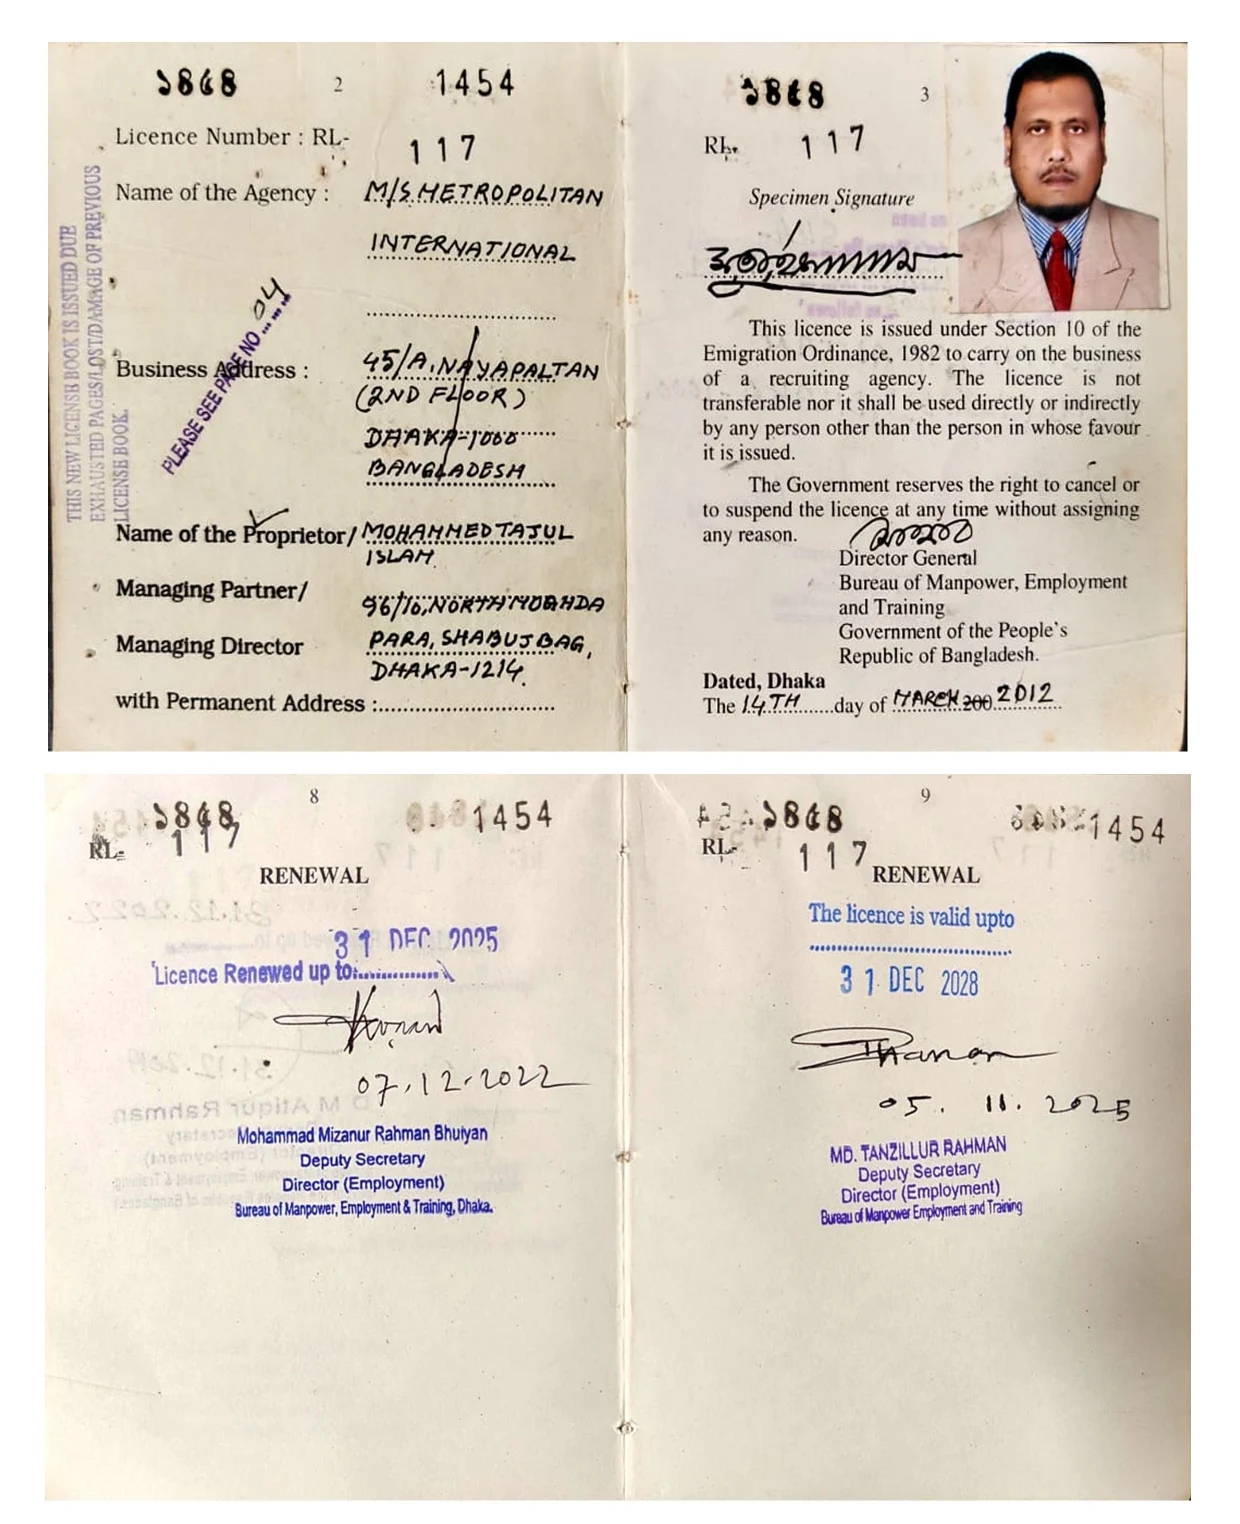 ১৪৫৪
2
1454
Licence Number : RL-
117
Name of the Agency :
M/S. METROPOLITAN
INTERNATIONAL
THIS NEW LICENSE BOOK IS ISSUED DUE
EXHAUSTED PAGES/LOST/DAMAGE OF PREVIOUS
LICENSE BOOK.
PLEASE SEE PAGE NO ........ 04
Business Address :
45/A, NAYAPALTAN
(2ND FLOOR)
DHAKA-1000
BANGLADESH
Name of the Proprietor/
MOHAMMED TAJUL
ISLAM.
Managing Partner/
96/10, NORTH MOAHDA
Managing Director
PARA, SHABUJBAG,
DHAKA-1214.
with Permanent Address :
১৪৫৪
3
RL-
117
Specimen Signature
This licence is issued under Section 10 of the
Emigration Ordinance, 1982 to carry on the business
of a recruiting agency. The licence is not
transferable nor it shall be used directly or indirectly
by any person other than the person in whose favour
it is issued.
The Government reserves the right to cancel or
to suspend the licence at any time without assigning
any reason.
Director General
Bureau of Manpower, Employment
and Training
Government of the People's
Republic of Bangladesh.
Dated, Dhaka
The 14TH day of MARCH 200 2012
8
১৪৫৪
1454
RL-
117
RENEWAL
31 DEC 2025
Licence Renewed up to:
07.12.2022
Mohammad Mizanur Rahman Bhuiyan
Deputy Secretary
Director (Employment)
Bureau of Manpower, Employment & Training, Dhaka.
9
১৪৫৪
1454
RL-
117
RENEWAL
The licence is valid upto
31 DEC 2028
05. 11. 2025
MD. TANZILLUR RAHMAN
Deputy Secretary
Director (Employment)
Bureau of Manpower Employment and Training